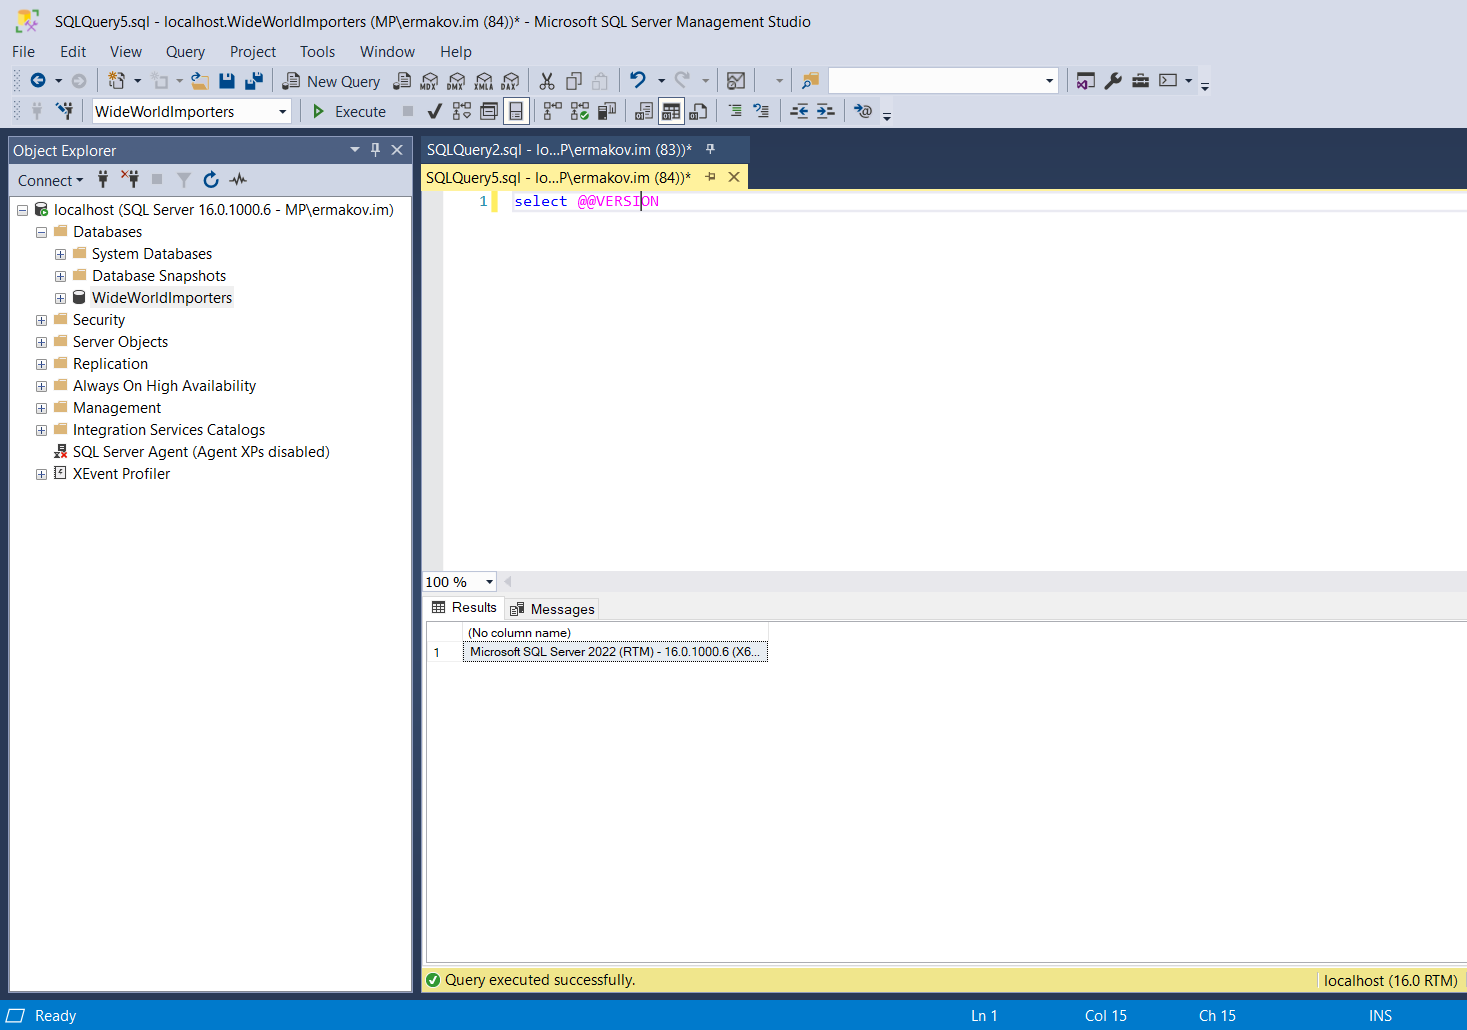 SQLQuery5.sql - localhost.WideWorldImporters (MP\ermakov.im (84))* - Microsoft SQL Server Management Studio
File Edit View Query Project Tools Window Help
New Query MDX DMX XMLA DAX
WideWorldImporters Execute
Object Explorer
Connect
localhost (SQL Server 16.0.1000.6 - MP\ermakov.im)
Databases
System Databases
Database Snapshots
WideWorldImporters
Security
Server Objects
Replication
Always On High Availability
Management
Integration Services Catalogs
SQL Server Agent (Agent XPs disabled)
XEvent Profiler
SQLQuery2.sql - lo...P\ermakov.im (83))*
SQLQuery5.sql - lo...P\ermakov.im (84))*
1 select @@VERSION
100 %
Results Messages
(No column name)
1 Microsoft SQL Server 2022 (RTM) - 16.0.1000.6 (X6...
Query executed successfully. localhost (16.0 RTM)
Ready Ln 1 Col 15 Ch 15 INS